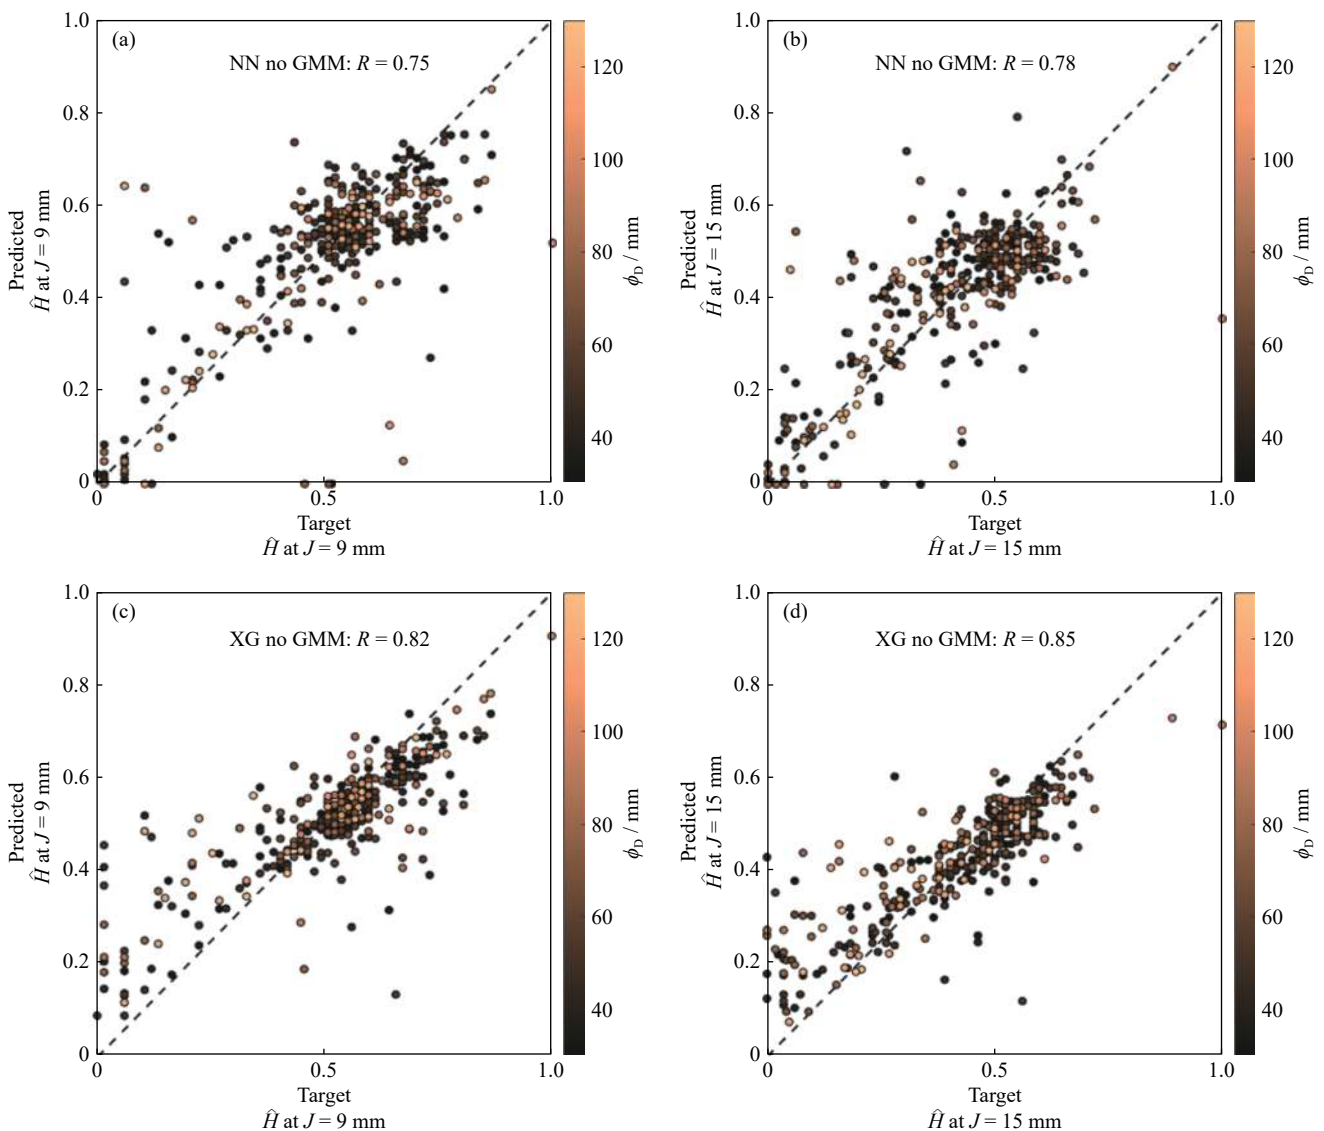 (a)
NN no GMM: R = 0.75
1.0
0.8
0.6
0.4
0.2
0
0
0.5
1.0
Predicted
Ĥ at J = 9 mm
Target
Ĥ at J = 9 mm
120
100
80
60
40
ϕD / mm
(b)
NN no GMM: R = 0.78
1.0
0.8
0.6
0.4
0.2
0
0
0.5
1.0
Predicted
Ĥ at J = 15 mm
Target
Ĥ at J = 15 mm
120
100
80
60
40
ϕD / mm
(c)
XG no GMM: R = 0.82
1.0
0.8
0.6
0.4
0.2
0
0
0.5
1.0
Predicted
Ĥ at J = 9 mm
Target
Ĥ at J = 9 mm
120
100
80
60
40
ϕD / mm
(d)
XG no GMM: R = 0.85
1.0
0.8
0.6
0.4
0.2
0
0
0.5
1.0
Predicted
Ĥ at J = 15 mm
Target
Ĥ at J = 15 mm
120
100
80
60
40
ϕD / mm